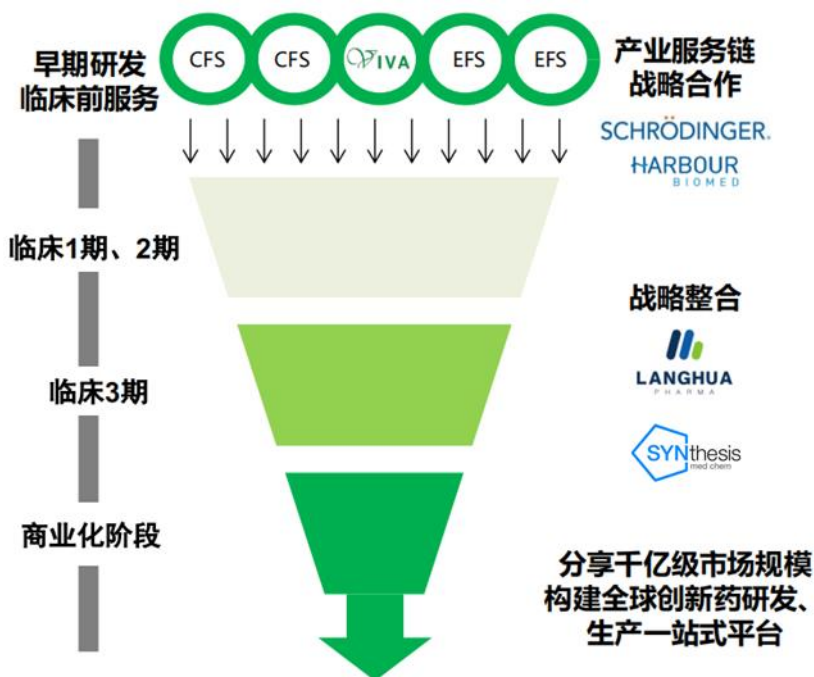 早期研发
临床前服务
CFS
CFS
VIVA
EFS
EFS
产业服务链
战略合作
SCHRÖDINGER.
HARBOUR
BIOMED
临床1期、2期
战略整合
LANGHUA
PHARMA
临床3期
SYNthesis
med chem
商业化阶段
分享千亿级市场规模
构建全球创新药研发、
生产一站式平台